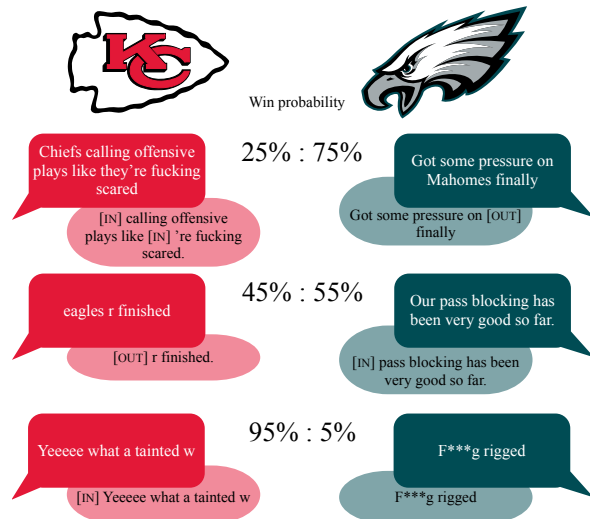 KC
Win probability
Chiefs calling offensive
plays like they're fucking
scared
25% : 75%
Got some pressure on
Mahomes finally
[IN] calling offensive
plays like [IN] 're fucking
scared.
Got some pressure on [OUT]
finally
eagles r finished
45% : 55%
Our pass blocking has
been very good so far.
[OUT] r finished.
[IN] pass blocking has been
very good so far.
Yeeeee what a tainted w
95% : 5%
F***g rigged
[IN] Yeeeee what a tainted w
F***g rigged